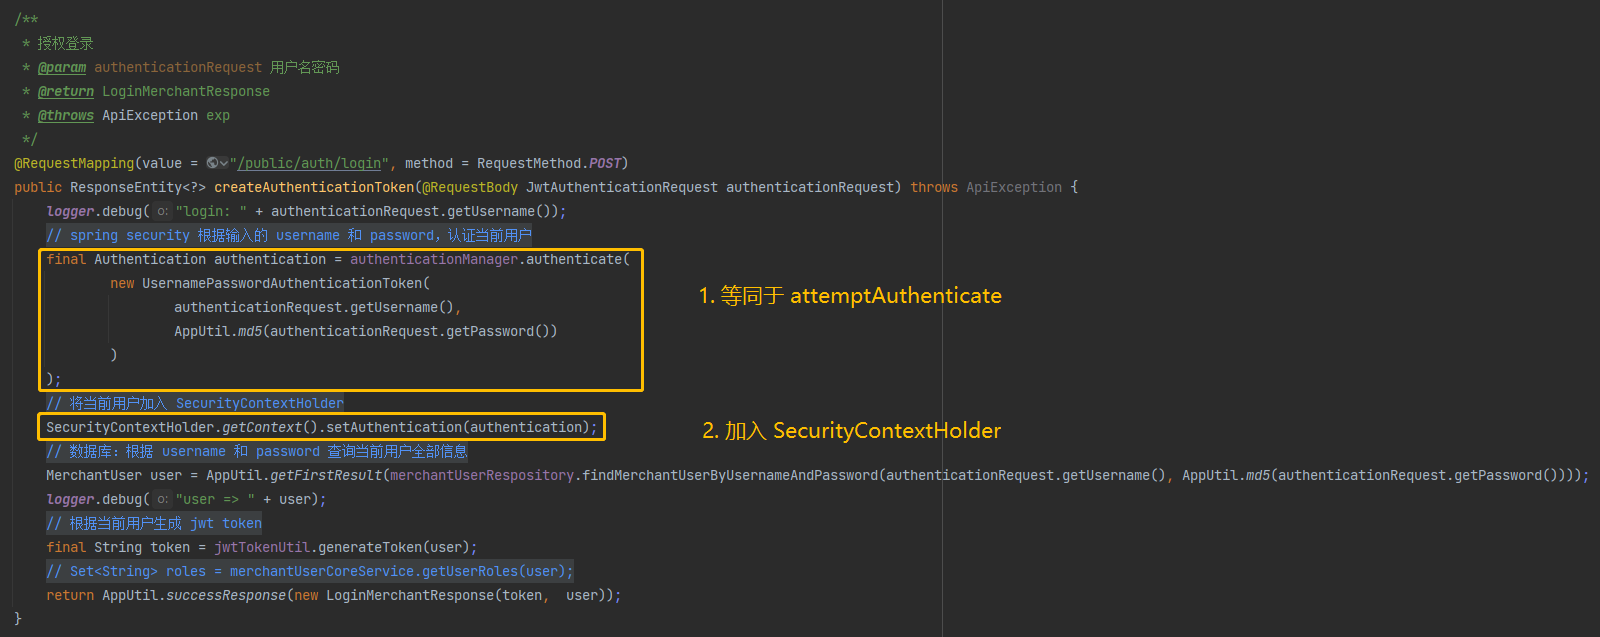 /**
 * 授权登录
 * @param authenticationRequest 用户名密码
 * @return LoginMerchantResponse
 * @throws ApiException exp
 */
@RequestMapping(value = "/public/auth/login", method = RequestMethod.POST)
public ResponseEntity<?> createAuthenticationToken(@RequestBody JwtAuthenticationRequest authenticationRequest) throws ApiException {
    logger.debug( o: "login: " + authenticationRequest.getUsername());
    // spring security 根据输入的 username 和 password，认证当前用户
    final Authentication authentication = authenticationManager.authenticate(
            new UsernamePasswordAuthenticationToken(
                    authenticationRequest.getUsername(),
                    AppUtil.md5(authenticationRequest.getPassword())
            )
    );
1. 等同于 attemptAuthenticate
    // 将当前用户加入 SecurityContextHolder
    SecurityContextHolder.getContext().setAuthentication(authentication);
2. 加入 SecurityContextHolder
    // 数据库：根据 username 和 password 查询当前用户全部信息
    MerchantUser user = AppUtil.getFirstResult(merchantUserRespository.findMerchantUserByUsernameAndPassword(authenticationRequest.getUsername(), AppUtil.md5(authenticationRequest.getPassword())));
    logger.debug( o: "user => " + user);
    // 根据当前用户生成 jwt token
    final String token = jwtTokenUtil.generateToken(user);
    // Set<String> roles = merchantUserCoreService.getUserRoles(user);
    return AppUtil.successResponse(new LoginMerchantResponse(token,  user));
}